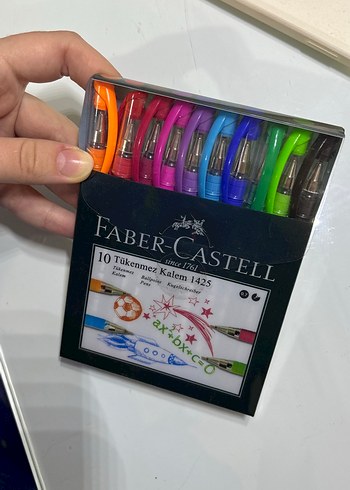 FABER-CASTELL
since 1761
10 Tükenmez Kalem 1425
Tükenmez Ballpoint Kugelschreiber
Kalem Pens
ax+bx+c=0